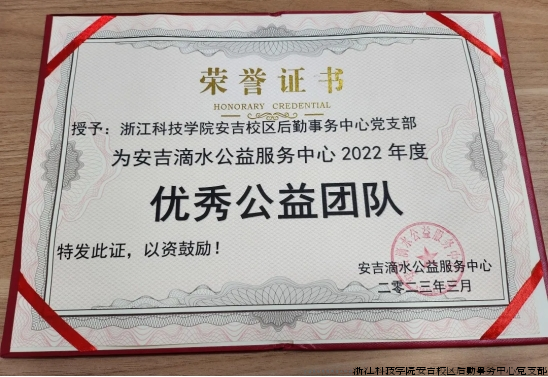 荣誉证书
HONORARY CREDENTIAL
授予：浙江科技学院安吉校区后勤事务中心党支部
为安吉滴水公益服务中心 2022 年度
优秀公益团队
特发此证，以资鼓励！
安吉滴水公益服务中心
二〇二三年三月
浙江科技学院安吉校区后勤事务中心党支部